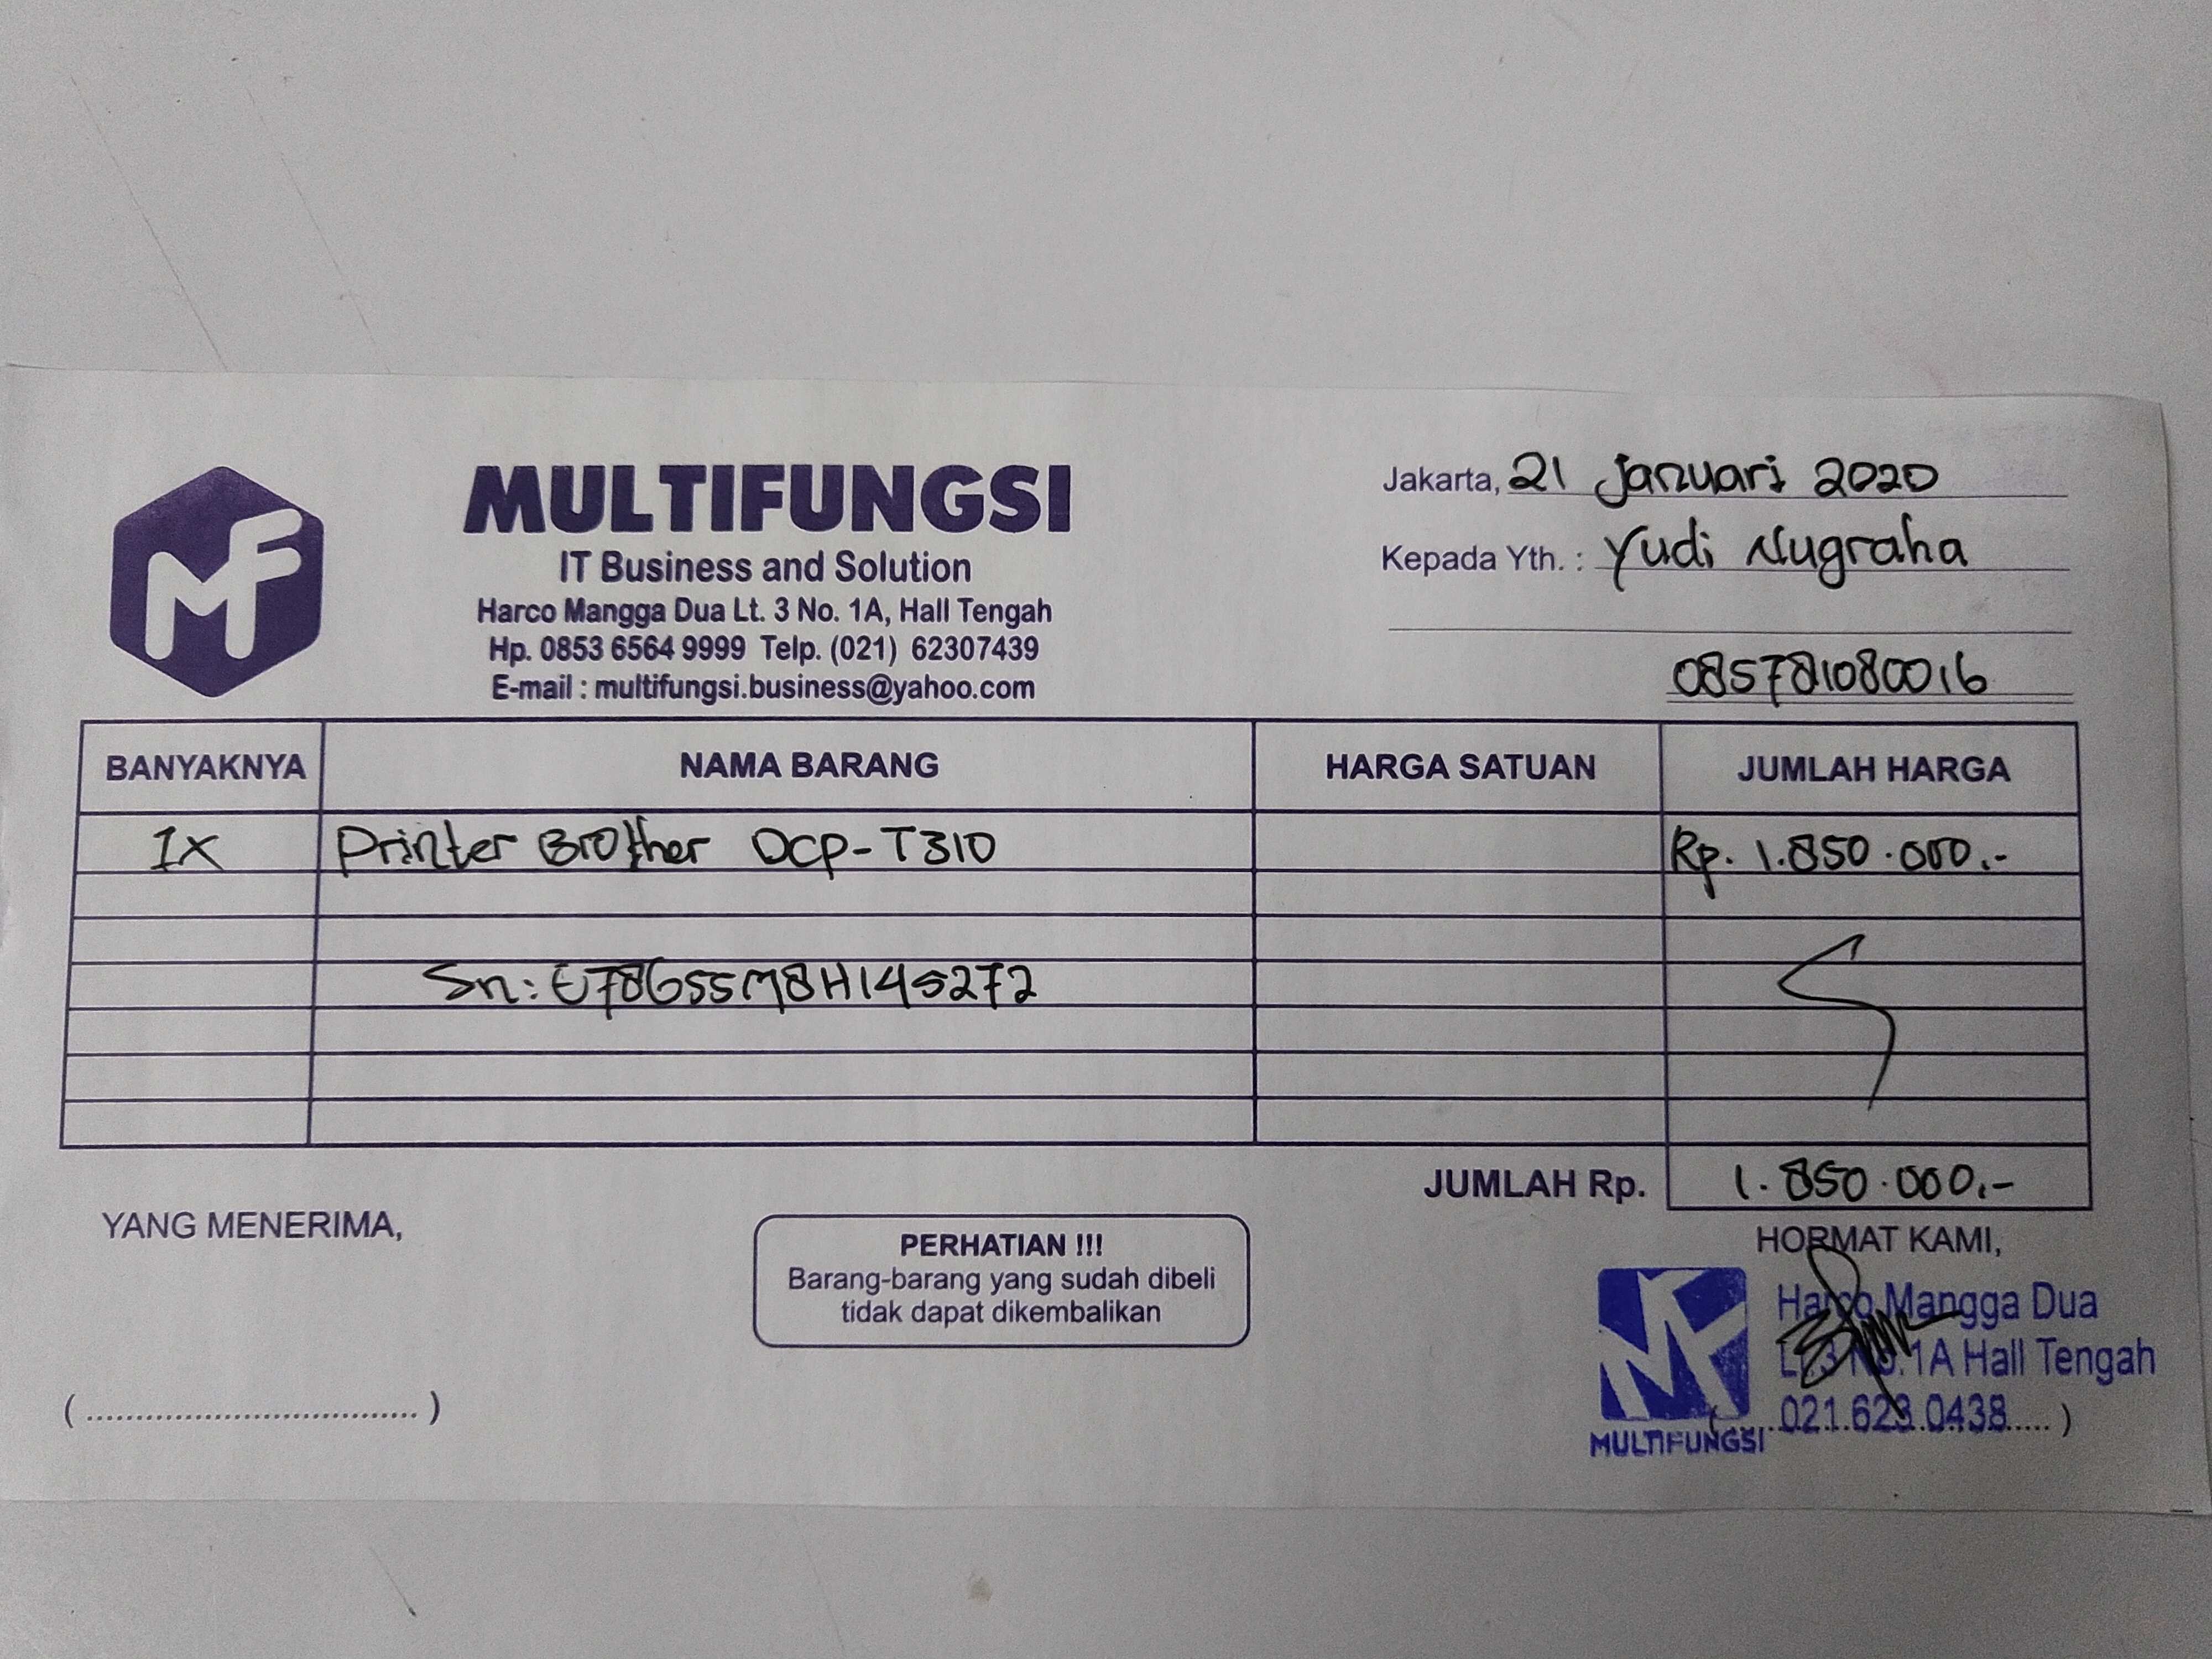 MF
MULTIFUNGSI
IT Business and Solution
Harco Mangga Dua Lt. 3 No. 1A, Hall Tengah
Hp. 0853 6564 9999 Telp. (021) 62307439
E-mail : multifungsi.business@yahoo.com
Jakarta, 21 Januari 2020
Kepada Yth. : Yudi Nugraha
085781080016
BANYAKNYA NAMA BARANG HARGA SATUAN JUMLAH HARGA
1X Printer Brother DCP-T310 Rp. 1.850.000.-
Sn: E78655M8H145272
JUMLAH Rp. 1.850.000.-
YANG MENERIMA,
PERHATIAN !!!
Barang-barang yang sudah dibeli
tidak dapat dikembalikan
HORMAT KAMI,
(.................................)
MF
MULTIFUNGSI
Harco Mangga Dua
Lt.3 No.1A Hall Tengah
021.623.0438